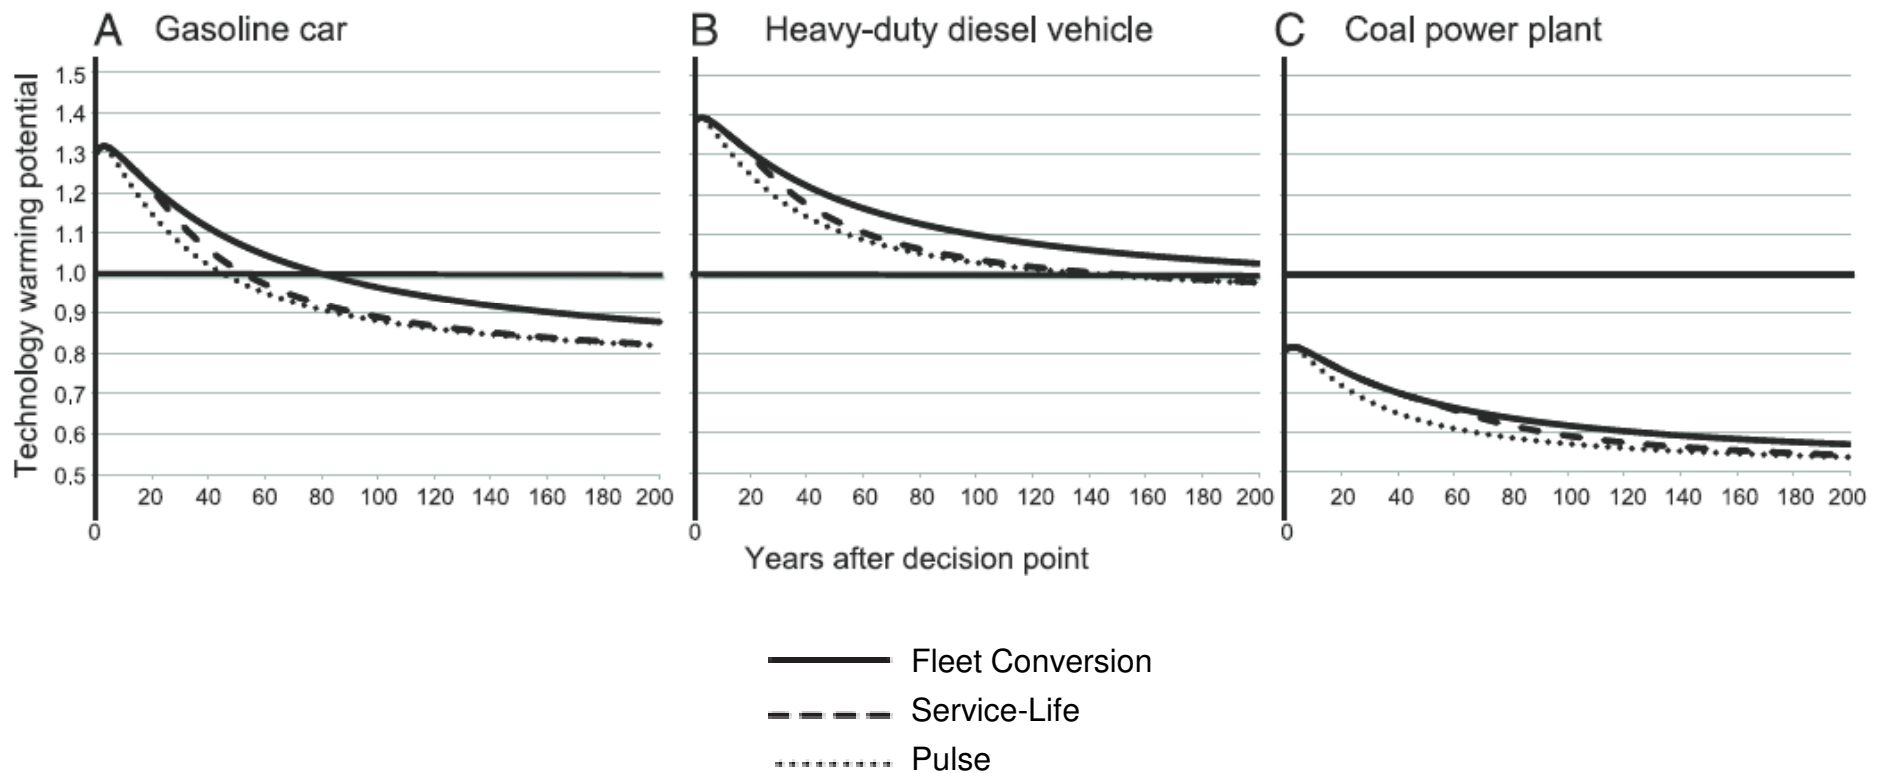 A Gasoline car
B Heavy-duty diesel vehicle
C Coal power plant
Technology warming potential
1.5
1.4
1.3
1.2
1.1
1.0
0.9
0.8
0.7
0.6
0.5
0 20 40 60 80 100 120 140 160 180 200
0 20 40 60 80 100 120 140 160 180 200
0 20 40 60 80 100 120 140 160 180 200
Years after decision point
Fleet Conversion
Service-Life
Pulse